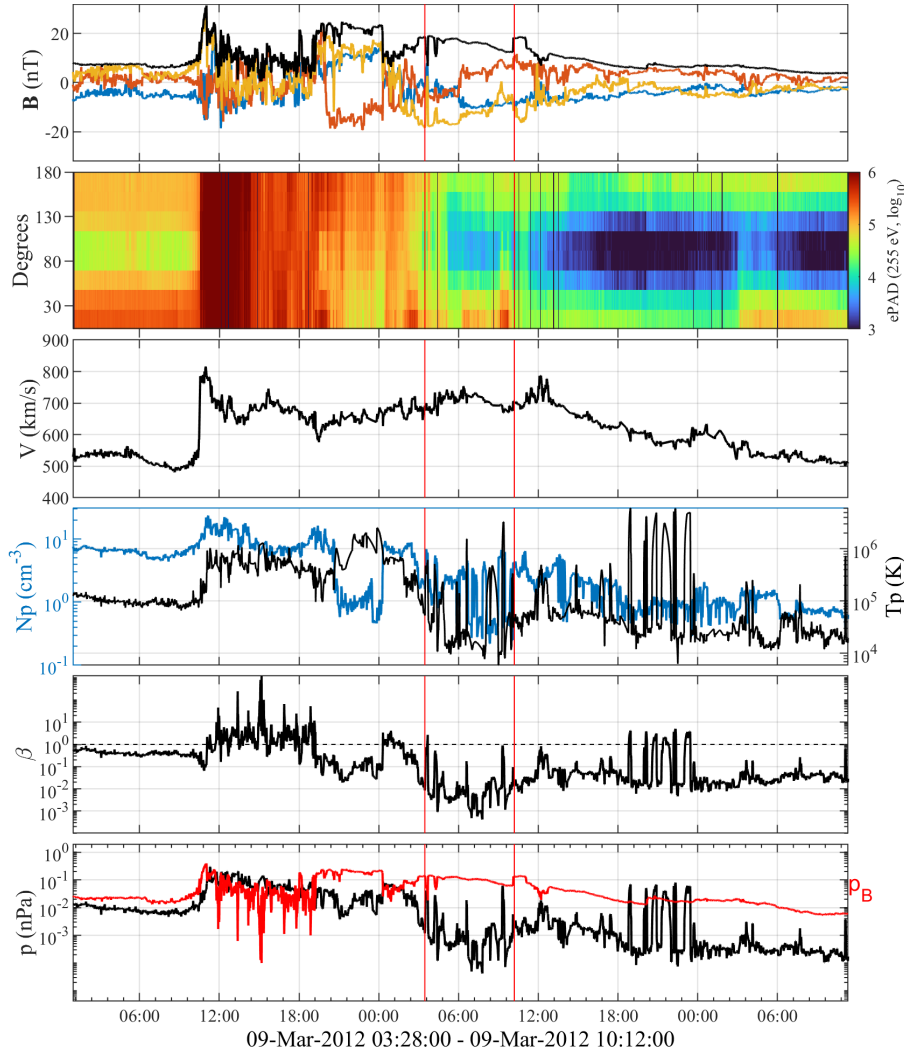 20
0
-20
B (nT)
180
130
80
30
Degrees
6
5
4
3
ePAD (255 eV, log10)
900
800
700
600
500
400
V (km/s)
10^1
10^0
10^-1
Np (cm^-3)
10^6
10^5
10^4
Tp (K)
10^1
10^0
10^-1
10^-2
10^-3
β
10^0
10^-1
10^-2
10^-3
p (nPa)
pB
06:00 12:00 18:00 00:00 06:00 12:00 18:00 00:00 06:00
09-Mar-2012 03:28:00 - 09-Mar-2012 10:12:00